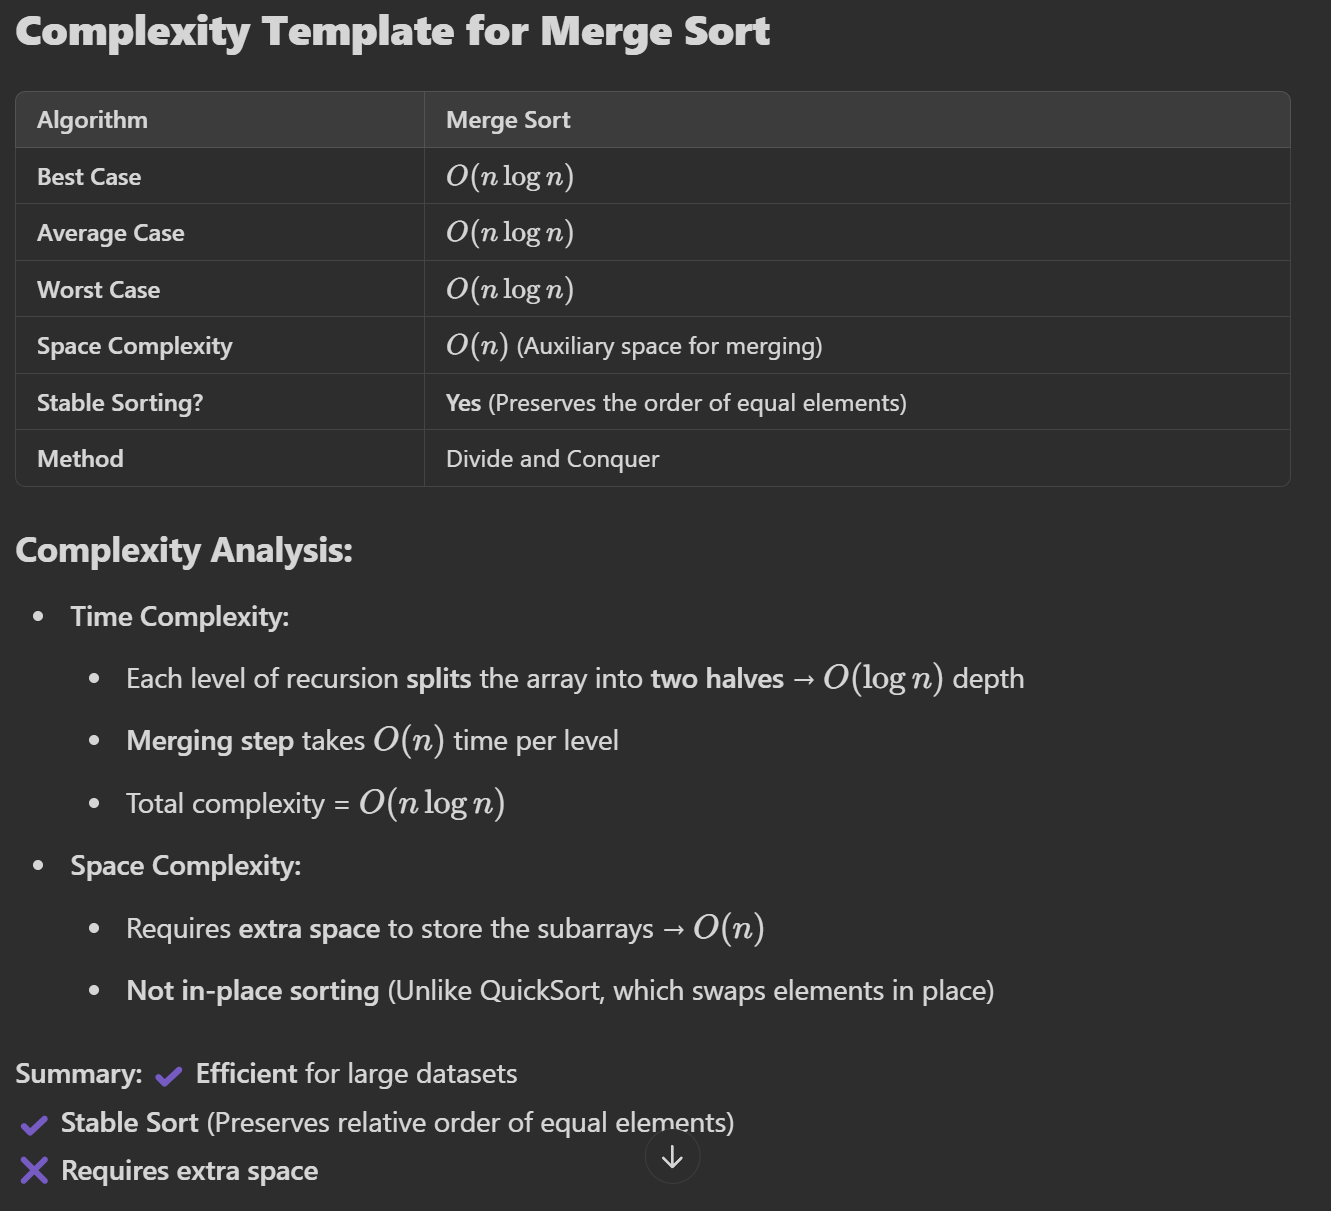 Complexity Template for Merge Sort
Algorithm Merge Sort
Best Case O(n log n)
Average Case O(n log n)
Worst Case O(n log n)
Space Complexity O(n) (Auxiliary space for merging)
Stable Sorting? Yes (Preserves the order of equal elements)
Method Divide and Conquer
Complexity Analysis:
• Time Complexity:
• Each level of recursion splits the array into two halves → O(log n) depth
• Merging step takes O(n) time per level
• Total complexity = O(n log n)
• Space Complexity:
• Requires extra space to store the subarrays → O(n)
• Not in-place sorting (Unlike QuickSort, which swaps elements in place)
Summary: ✔ Efficient for large datasets
✔ Stable Sort (Preserves relative order of equal elements)
❌ Requires extra space